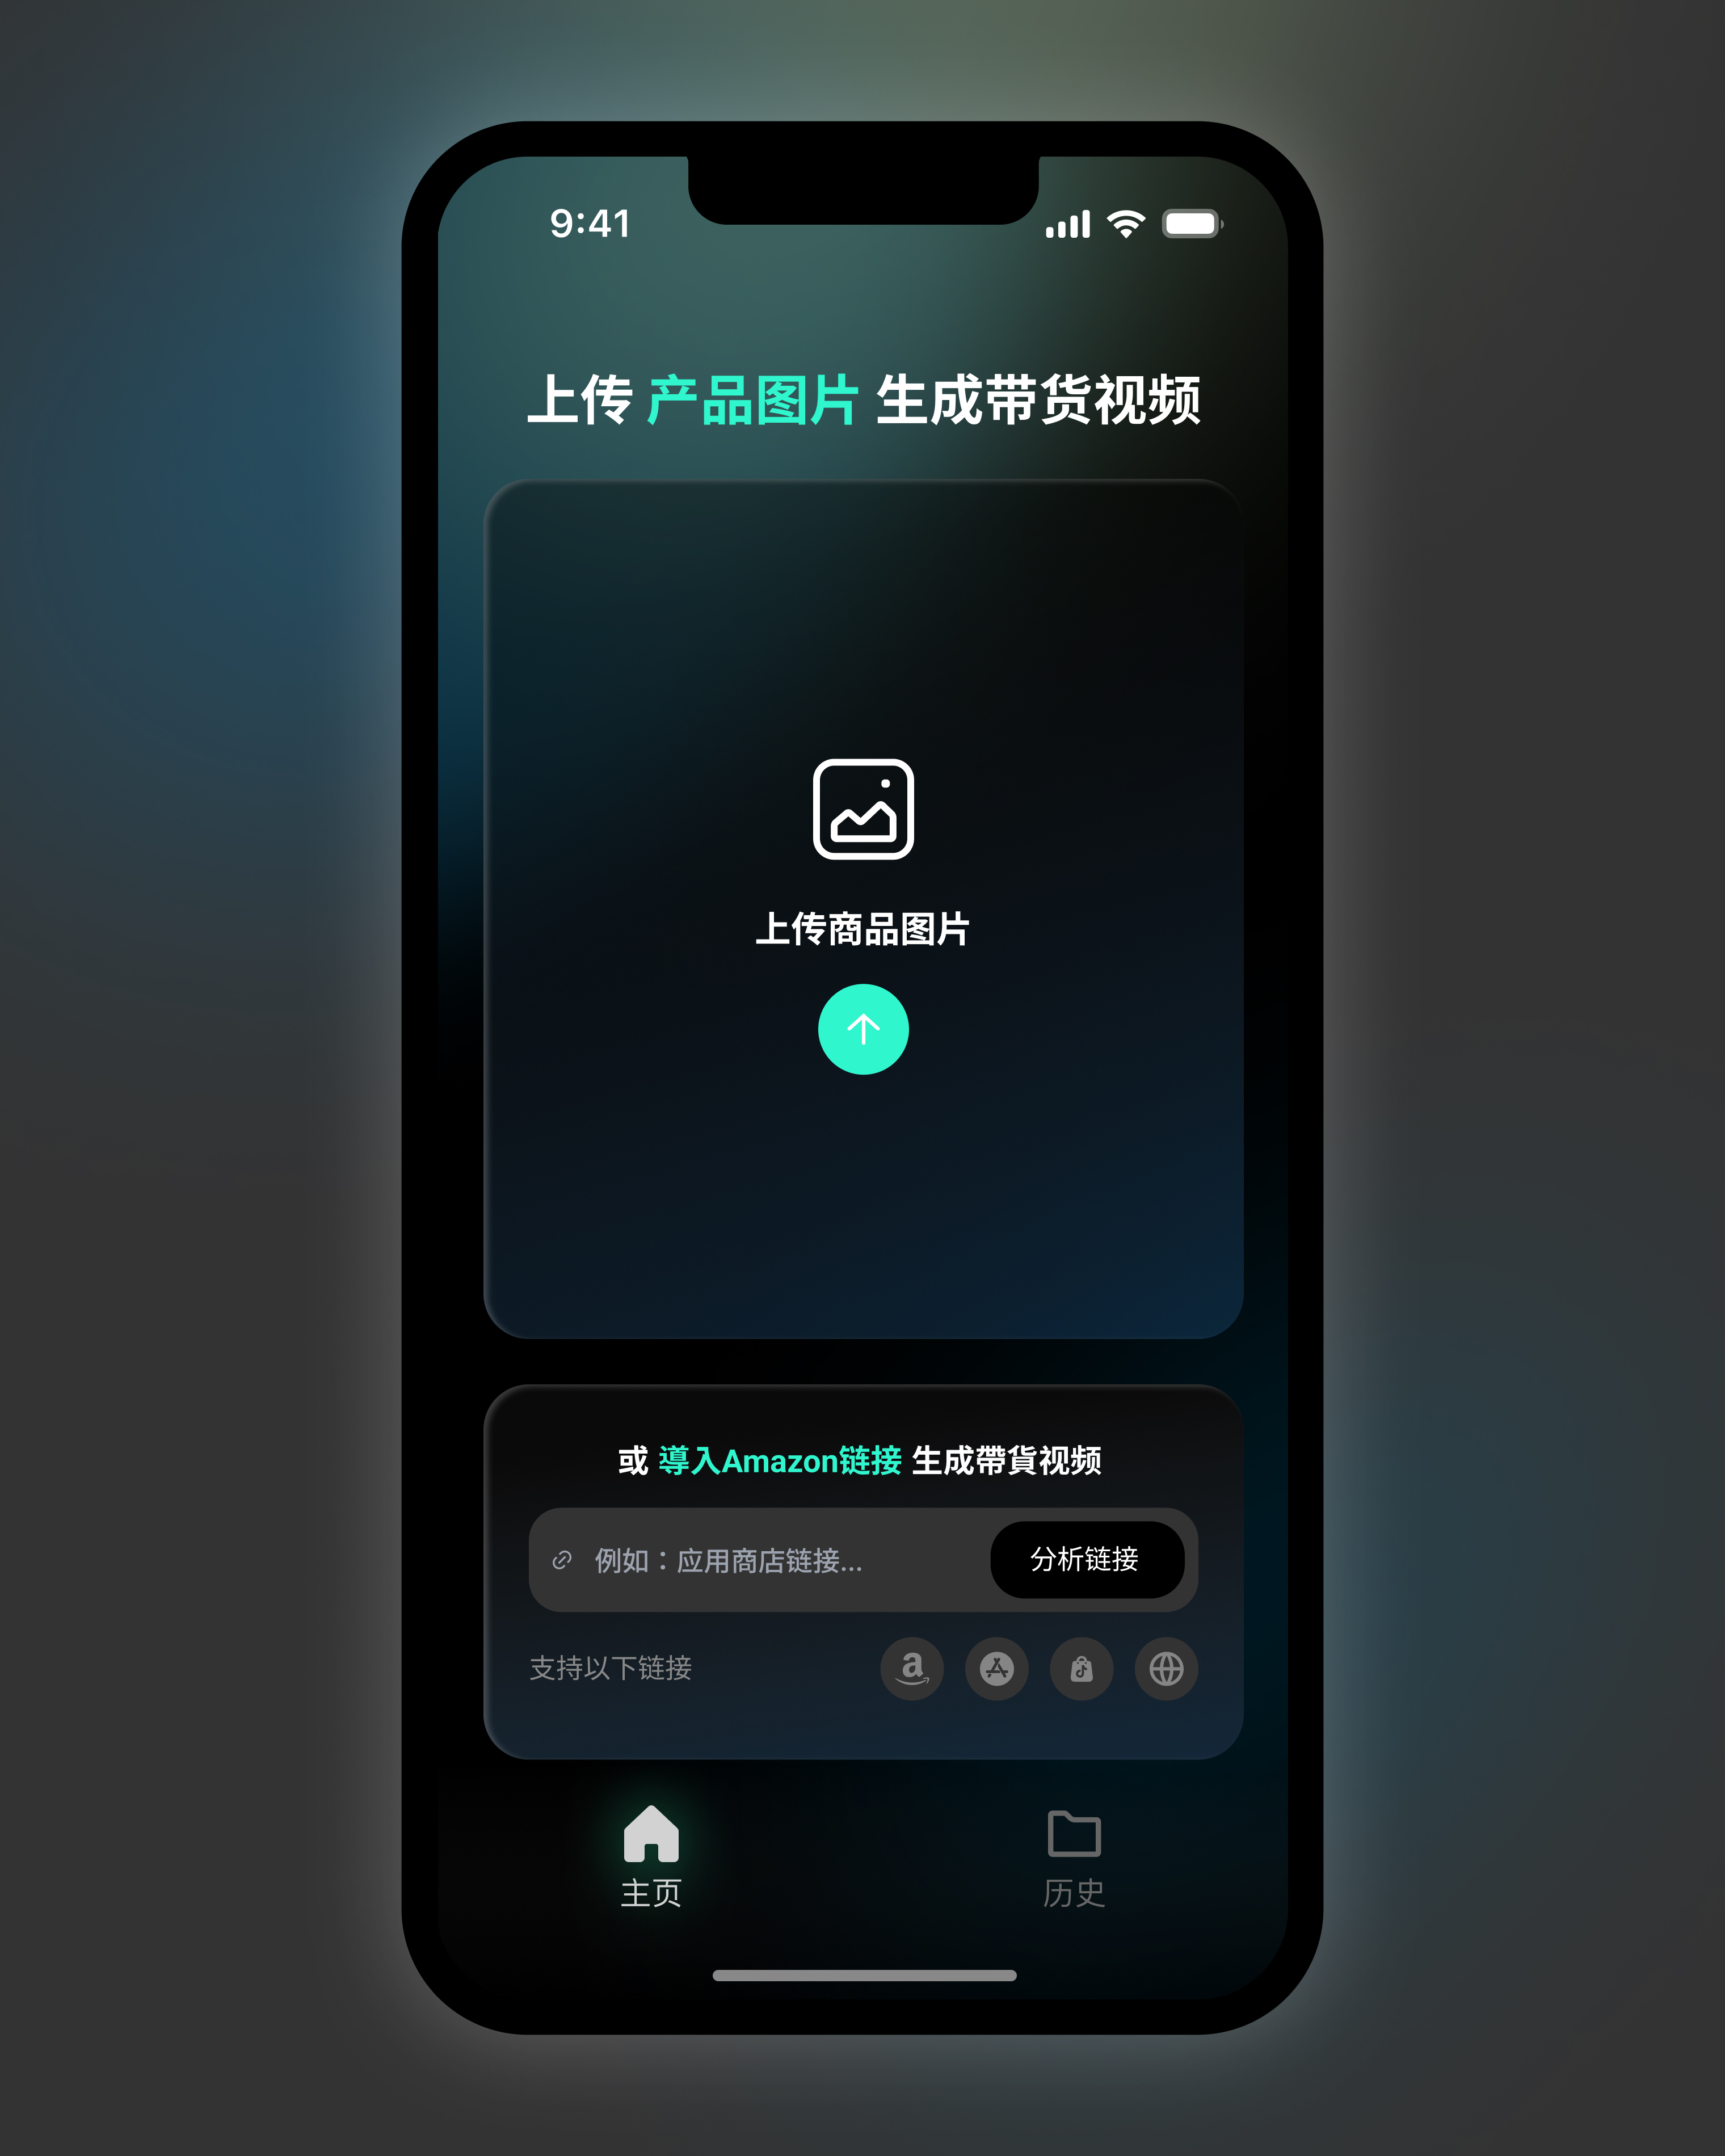 9:41
上传 产品图片 生成带货视频
上传商品图片
或 導入Amazon链接 生成帶貨视频
例如：应用商店链接...
分析链接
支持以下链接
主页
历史